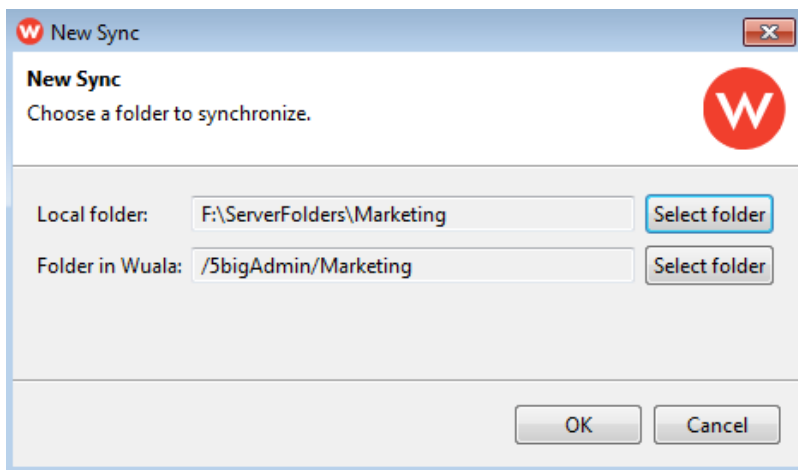 W New Sync
New Sync
Choose a folder to synchronize.
W
Local folder: F:\ServerFolders\Marketing Select folder
Folder in Wuala: /5bigAdmin/Marketing Select folder
OK Cancel